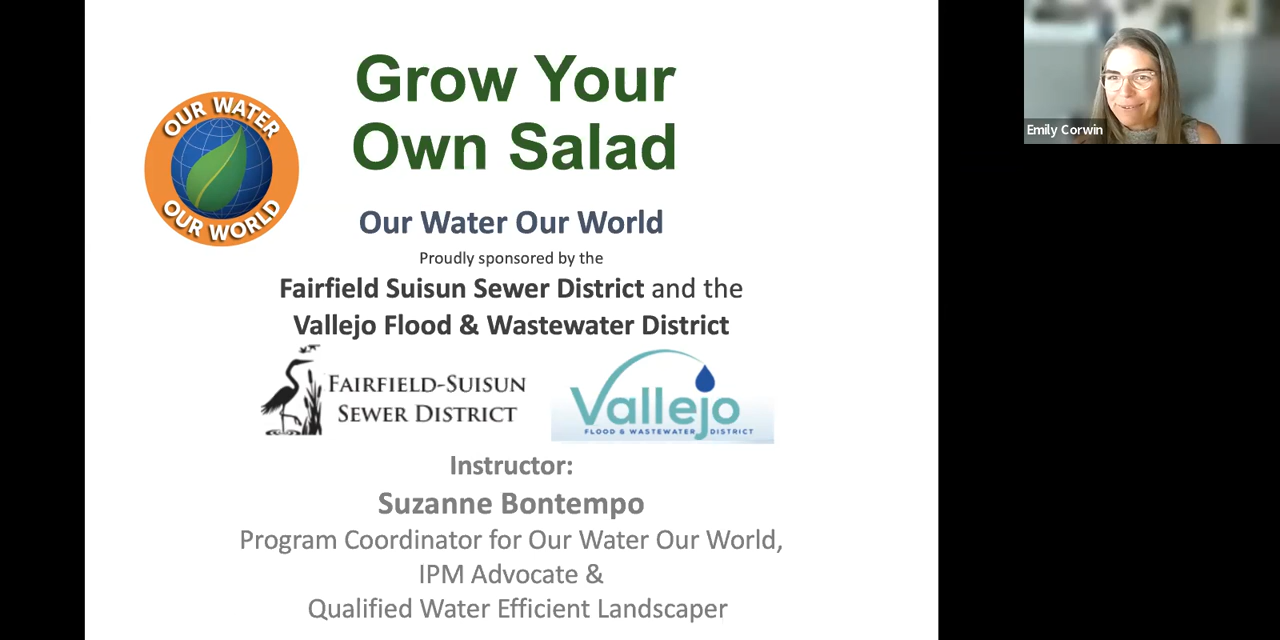 Grow Your
Own Salad
OUR WATER
OUR WORLD
Our Water Our World
Proudly sponsored by the
Fairfield Suisun Sewer District and the
Vallejo Flood & Wastewater District
FAIRFIELD-SUISUN
SEWER DISTRICT
Vallejo
FLOOD & WASTEWATER DISTRICT
Instructor:
Suzanne Bontempo
Program Coordinator for Our Water Our World,
IPM Advocate &
Qualified Water Efficient Landscaper
Emily Corwin